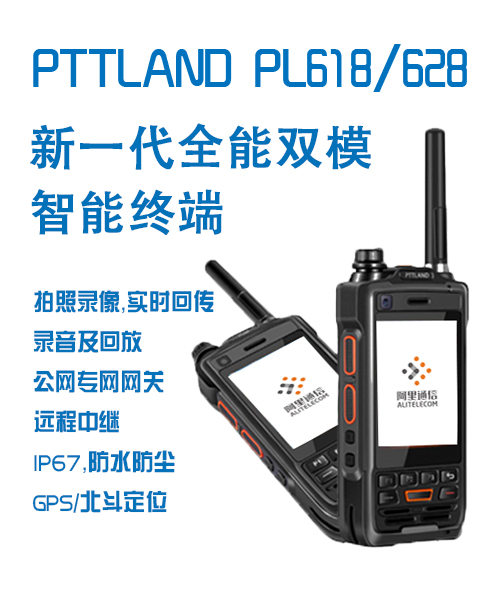 PTTLAND PL618/628
新一代全能双模
智能终端
拍照录像,实时回传
录音及回放
公网专网网关
远程中继
IP67,防水防尘
GPS/北斗定位
PTTLAND
阿里通信
ALITELECOM
阿里通信
ALITELECOM